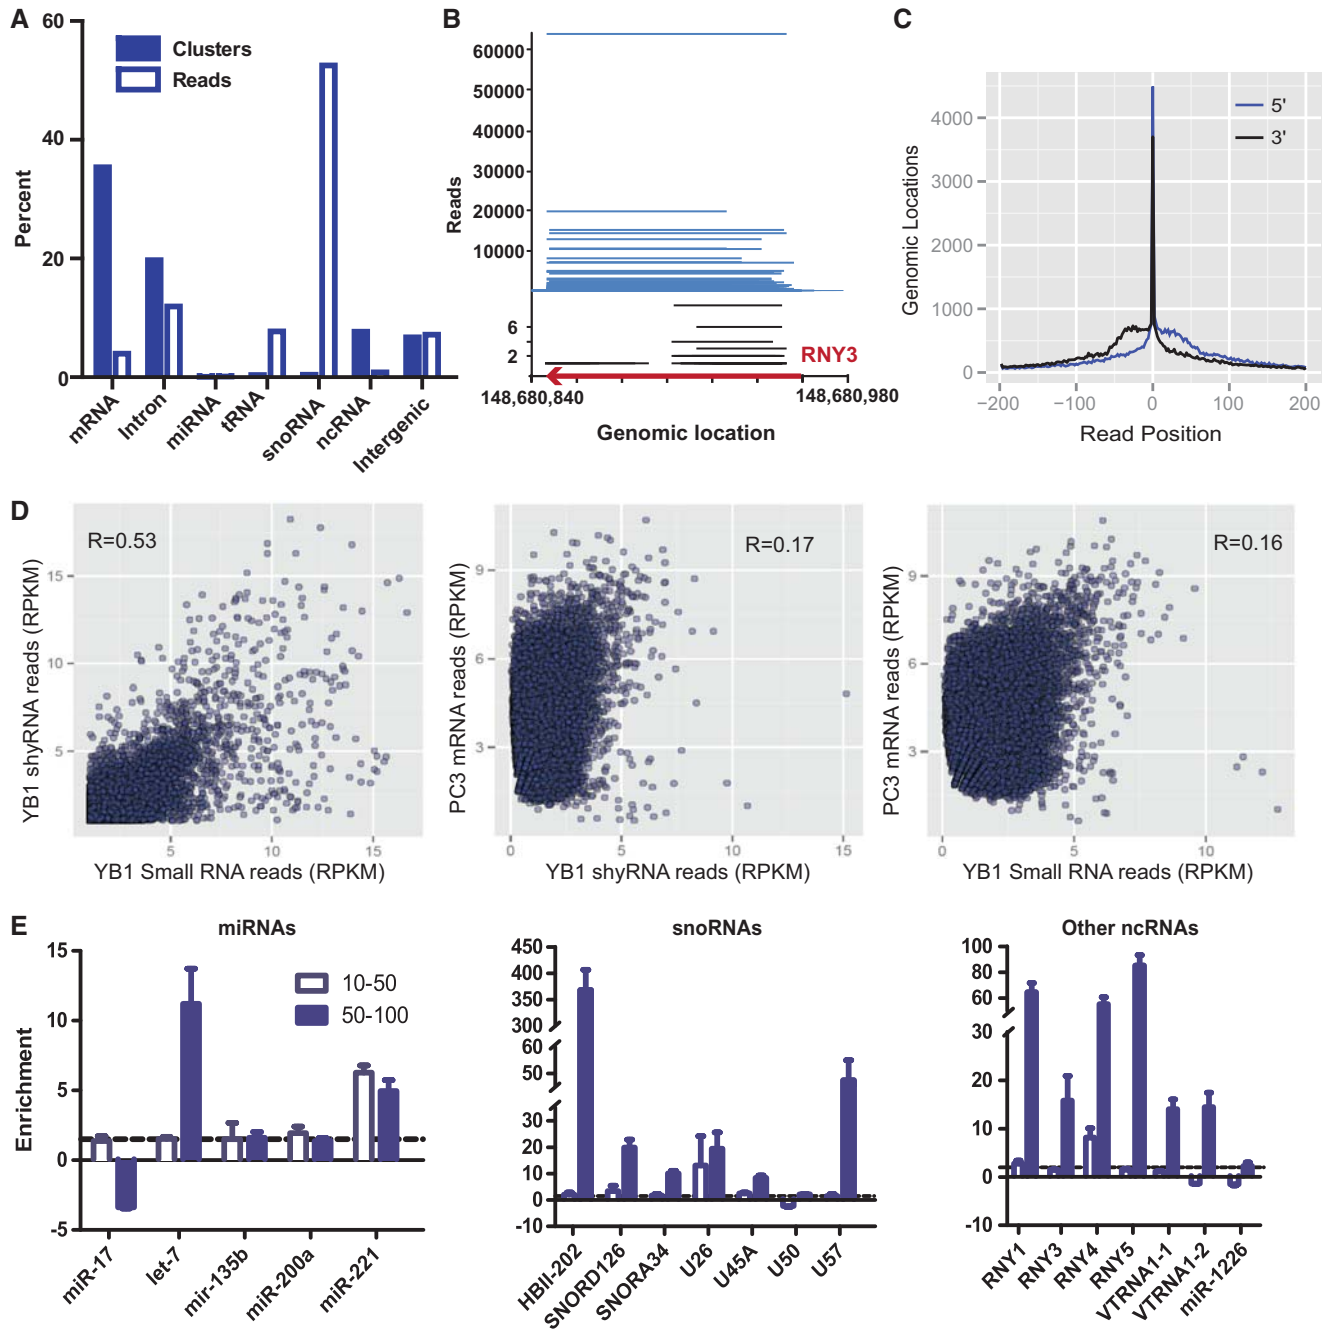 A
60
40
20
0
Percent
Clusters
Reads
mRNA
Intron
miRNA
tRNA
snoRNA
ncRNA
Intergenic
B
60000
50000
40000
30000
20000
10000
6
4
2
Reads
RNY3
148,680,840
148,680,980
Genomic location
C
4000
3000
2000
1000
0
Genomic Locations
5'
3'
−200
−100
0
100
200
Read Position
D
R=0.53
15
10
5
YB1 shyRNA reads (RPKM)
5
10
15
YB1 Small RNA reads (RPKM)
R=0.17
9
6
3
PC3 mRNA reads (RPKM)
0
5
10
15
YB1 shyRNA reads (RPKM)
R=0.16
9
6
3
PC3 mRNA reads (RPKM)
0
5
10
YB1 Small RNA reads (RPKM)
E
miRNAs
15
10
5
0
-5
Enrichment
10-50
50-100
miR-17
let-7
mir-135b
miR-200a
miR-221
snoRNAs
450
400
350
300
60
50
30
20
10
0
-10
HBII-202
SNORD126
SNORA34
U26
U45A
U50
U57
Other ncRNAs
100
80
60
30
20
10
0
-10
RNY1
RNY3
RNY4
RNY5
VTRNA1-1
VTRNA1-2
miR-1226